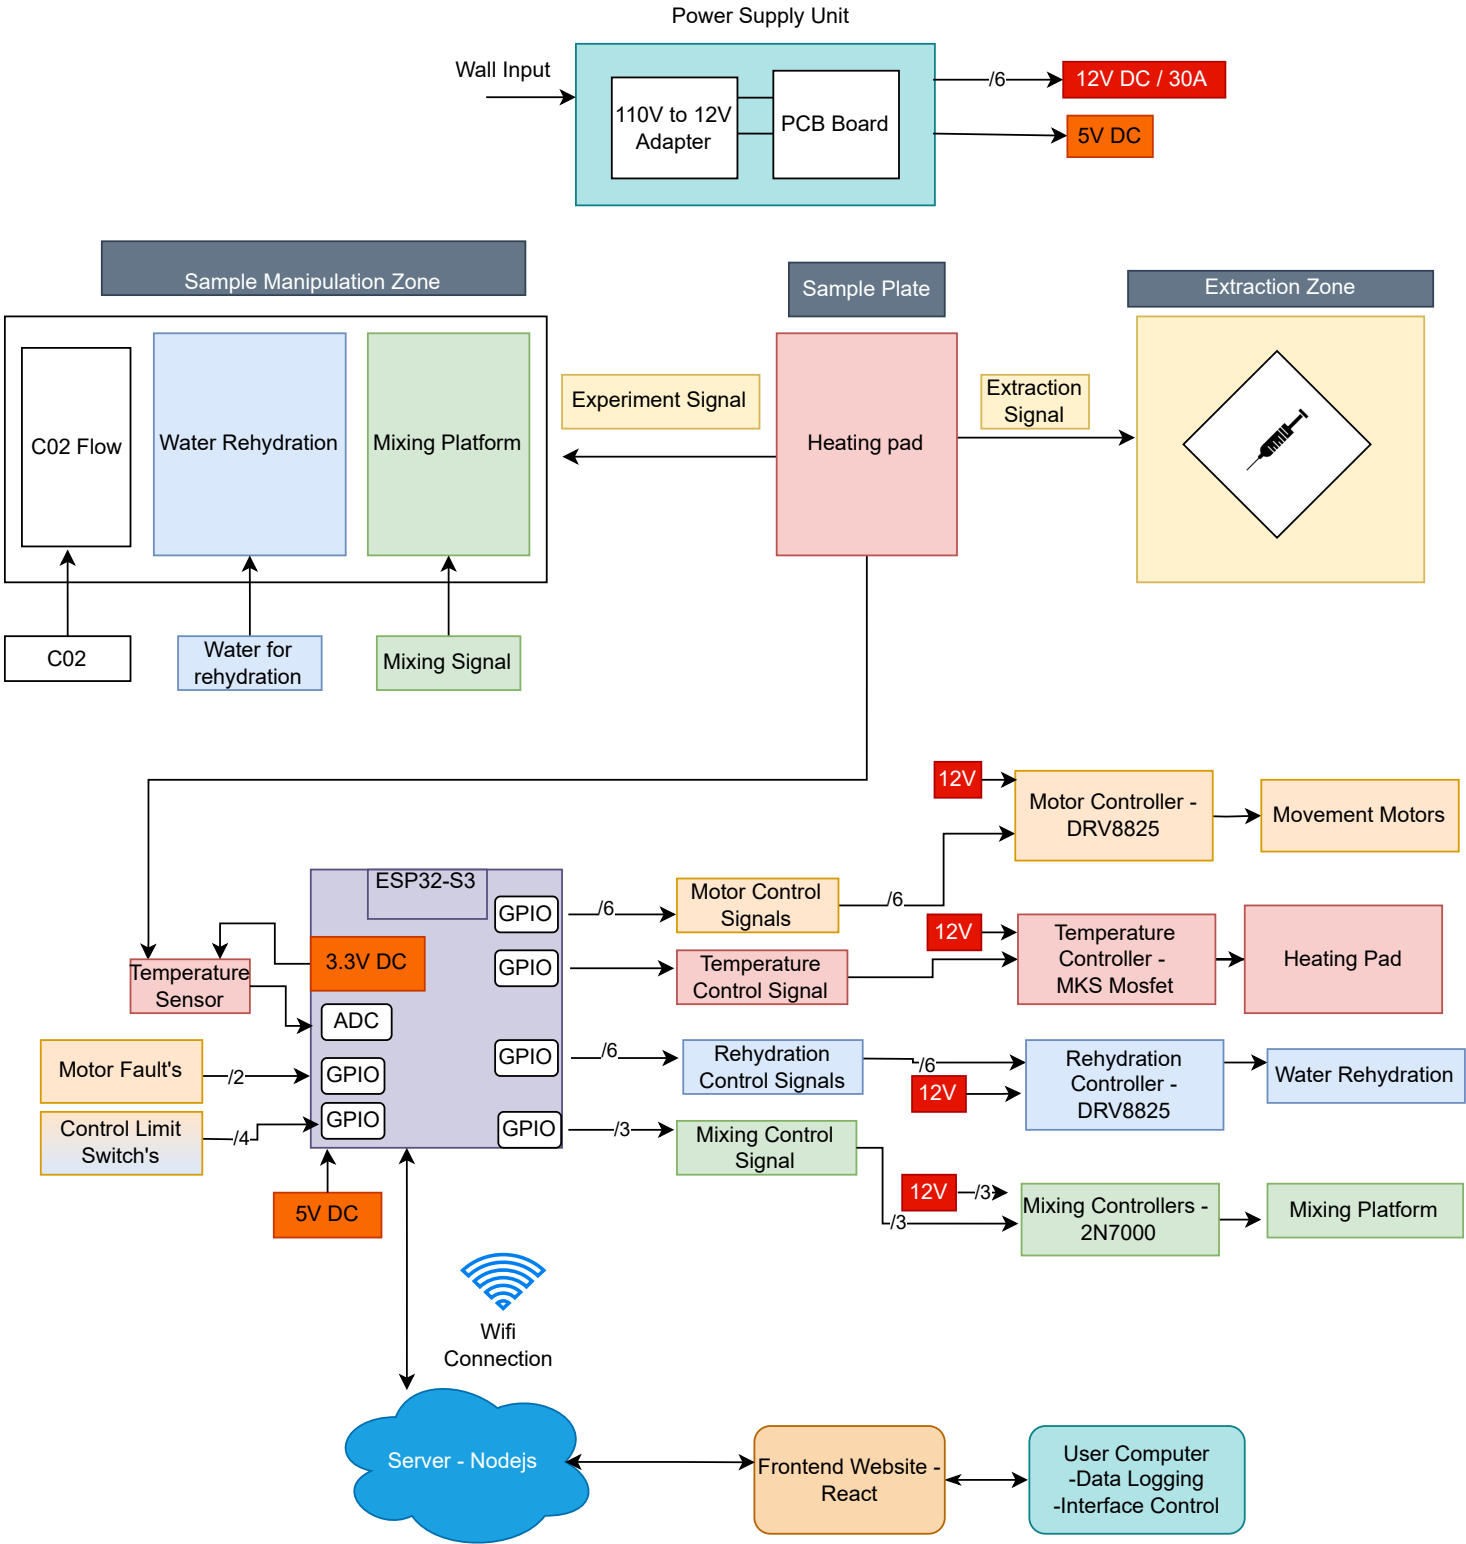 Power Supply Unit
Wall Input
110V to 12V
Adapter
PCB Board
/6
12V DC / 30A
5V DC
Sample Manipulation Zone
Sample Plate
Extraction Zone
C02 Flow
Water Rehydration
Mixing Platform
Experiment Signal
Heating pad
Extraction
Signal
C02
Water for
rehydration
Mixing Signal
12V
Motor Controller -
DRV8825
Movement Motors
ESP32-S3
GPIO
/6
Motor Control
Signals
/6
12V
Temperature
Controller -
MKS Mosfet
Heating Pad
3.3V DC
GPIO
Temperature
Control Signal
Temperature
Sensor
ADC
Motor Fault's
/2
GPIO
GPIO
/6
Rehydration
Control Signals
/6
12V
Rehydration
Controller -
DRV8825
Water Rehydration
Control Limit
Switch's
/4
GPIO
GPIO
/3
Mixing Control
Signal
12V
/3
/3
Mixing Controllers -
2N7000
Mixing Platform
5V DC
Wifi
Connection
Server - Nodejs
Frontend Website -
React
User Computer
-Data Logging
-Interface Control